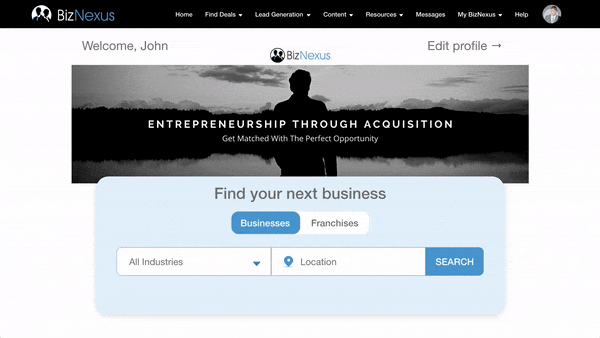 BizNexus Home Find Deals Lead Generation Content Resources Messages My BizNexus Help
Welcome, John
Edit profile →
BizNexus
ENTREPRENEURSHIP THROUGH ACQUISITION
Get Matched With The Perfect Opportunity
Find your next business
Businesses Franchises
All Industries Location SEARCH